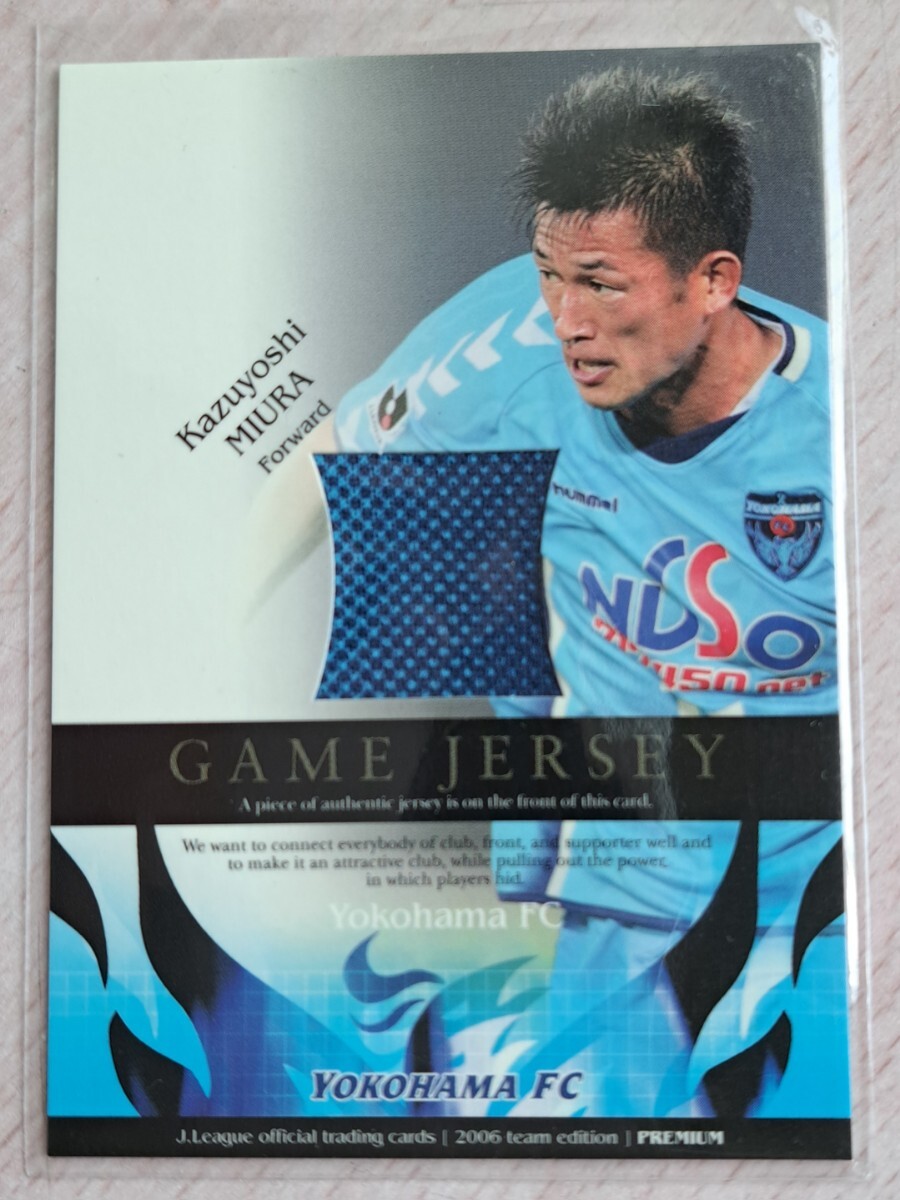 Kazuyoshi
MIURA
Forward
hummel
YOKOHAMA
NDSO
GAME JERSEY
A piece of authentic jersey is on the front of this card.
We want to connect everybody of club, front, and supporter well and
to make it an attractive club, while pulling out the power,
in which players hid.
Yokohama FC
YOKOHAMA FC
J.League official trading cards | 2006 team edition | PREMIUM